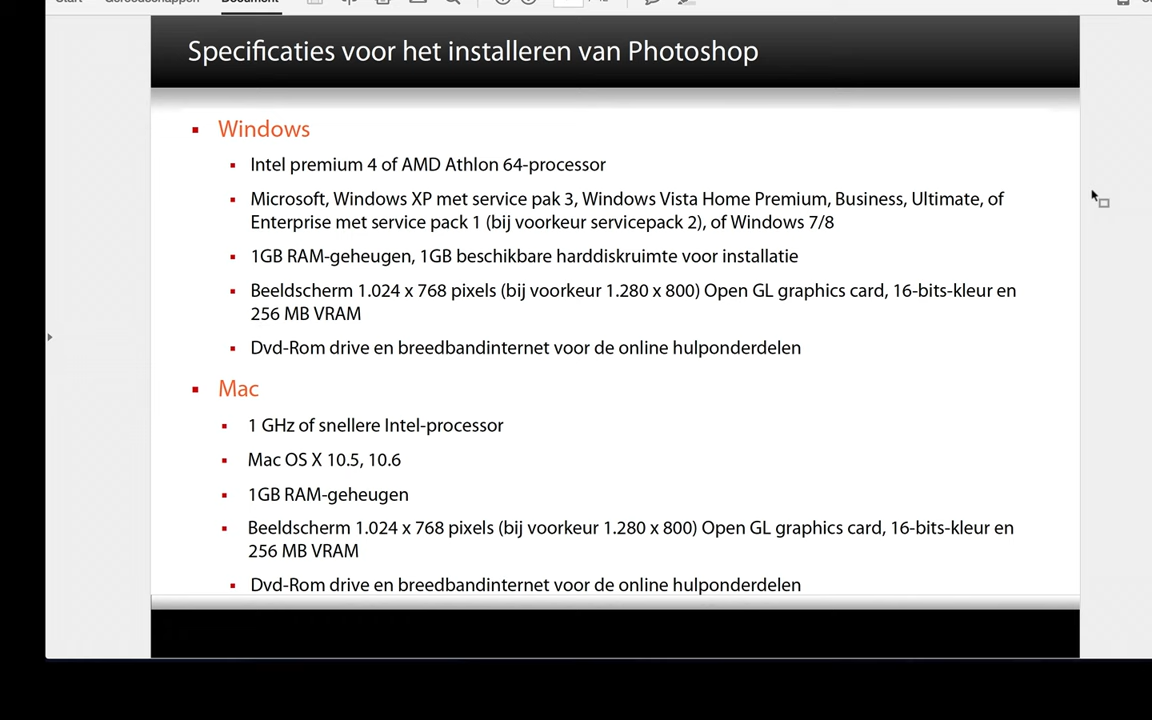 Document
Specificaties voor het installeren van Photoshop
Windows
Intel premium 4 of AMD Athlon 64-processor
Microsoft, Windows XP met service pak 3, Windows Vista Home Premium, Business, Ultimate, of
Enterprise met service pack 1 (bij voorkeur servicepack 2), of Windows 7/8
1GB RAM-geheugen, 1GB beschikbare harddiskruimte voor installatie
Beeldscherm 1.024 x 768 pixels (bij voorkeur 1.280 x 800) Open GL graphics card, 16-bits-kleur en
256 MB VRAM
Dvd-Rom drive en breedbandinternet voor de online hulponderdelen
Mac
1 GHz of snellere Intel-processor
Mac OS X 10.5, 10.6
1GB RAM-geheugen
Beeldscherm 1.024 x 768 pixels (bij voorkeur 1.280 x 800) Open GL graphics card, 16-bits-kleur en
256 MB VRAM
Dvd-Rom drive en breedbandinternet voor de online hulponderdelen